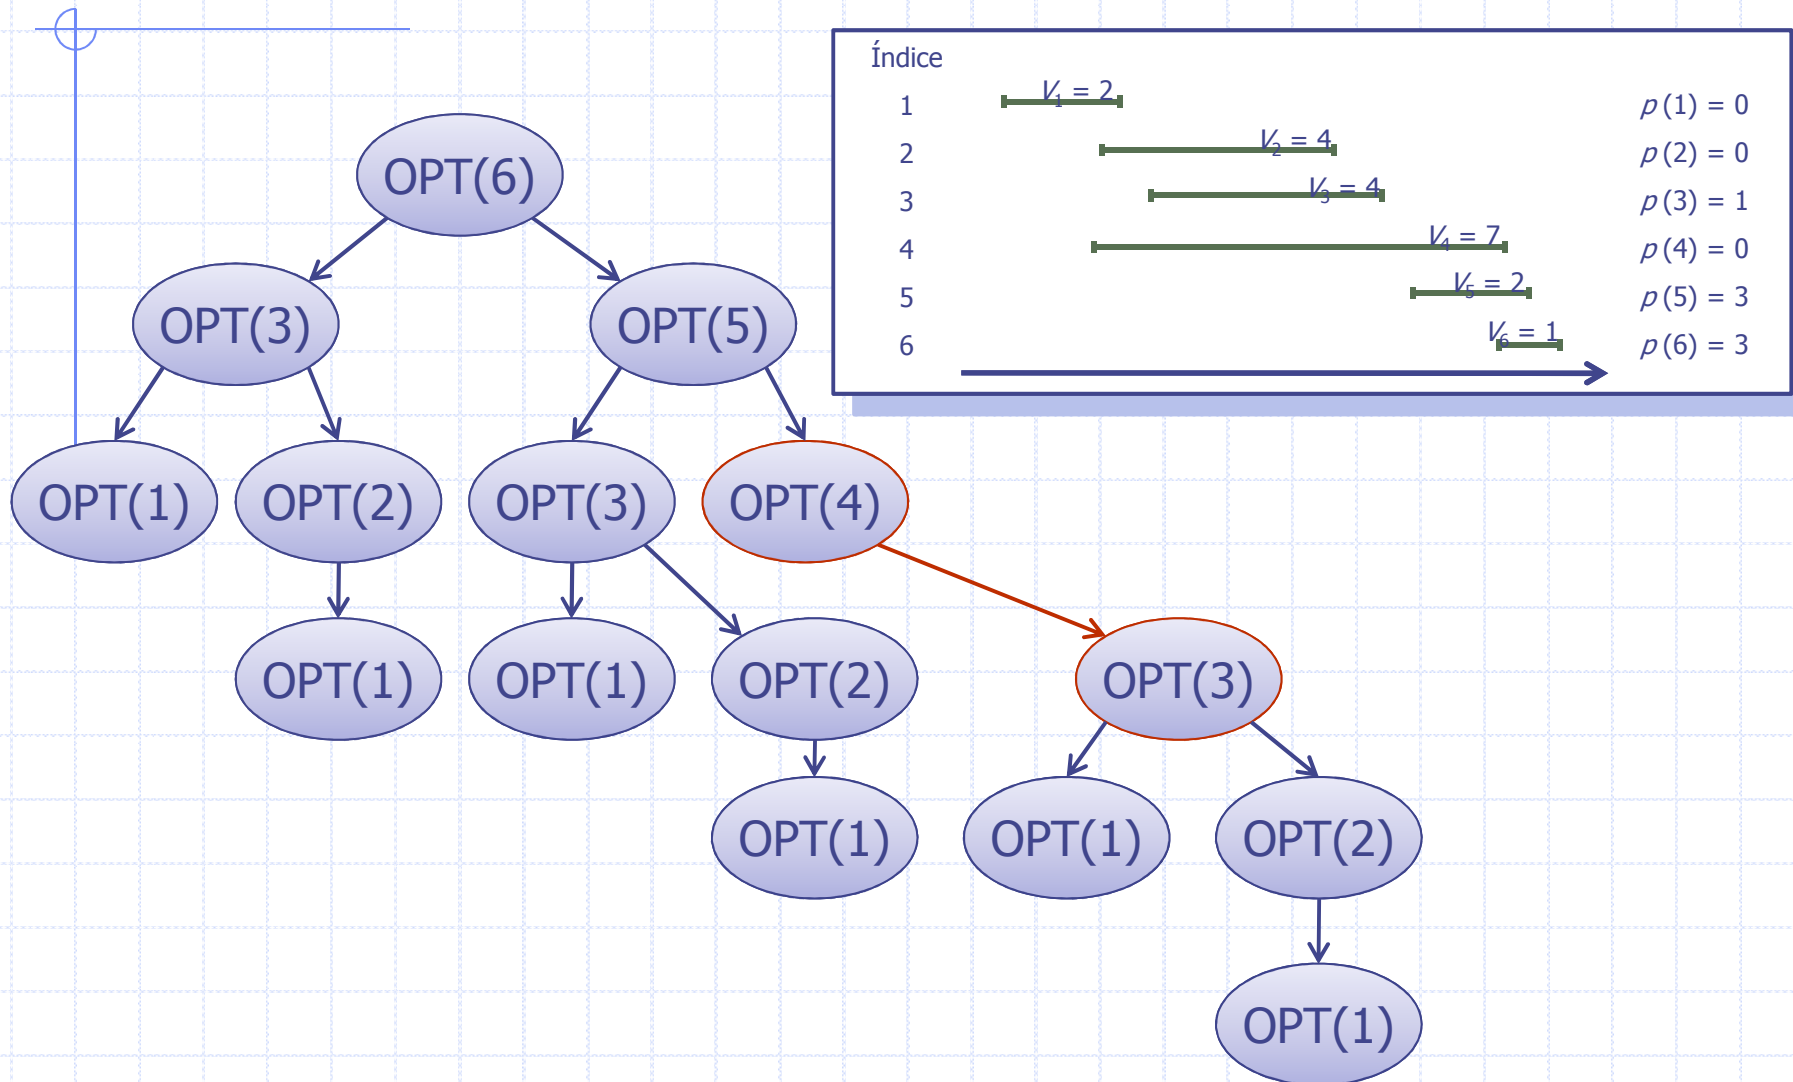 Índice
1 V1 = 2 p (1) = 0
2 V2 = 4 p (2) = 0
3 V3 = 4 p (3) = 1
4 V4 = 7 p (4) = 0
5 V5 = 2 p (5) = 3
6 V6 = 1 p (6) = 3
OPT(6)
OPT(3) OPT(5)
OPT(1) OPT(2) OPT(3) OPT(4)
OPT(1) OPT(1) OPT(2) OPT(3)
OPT(1) OPT(1) OPT(2)
OPT(1)